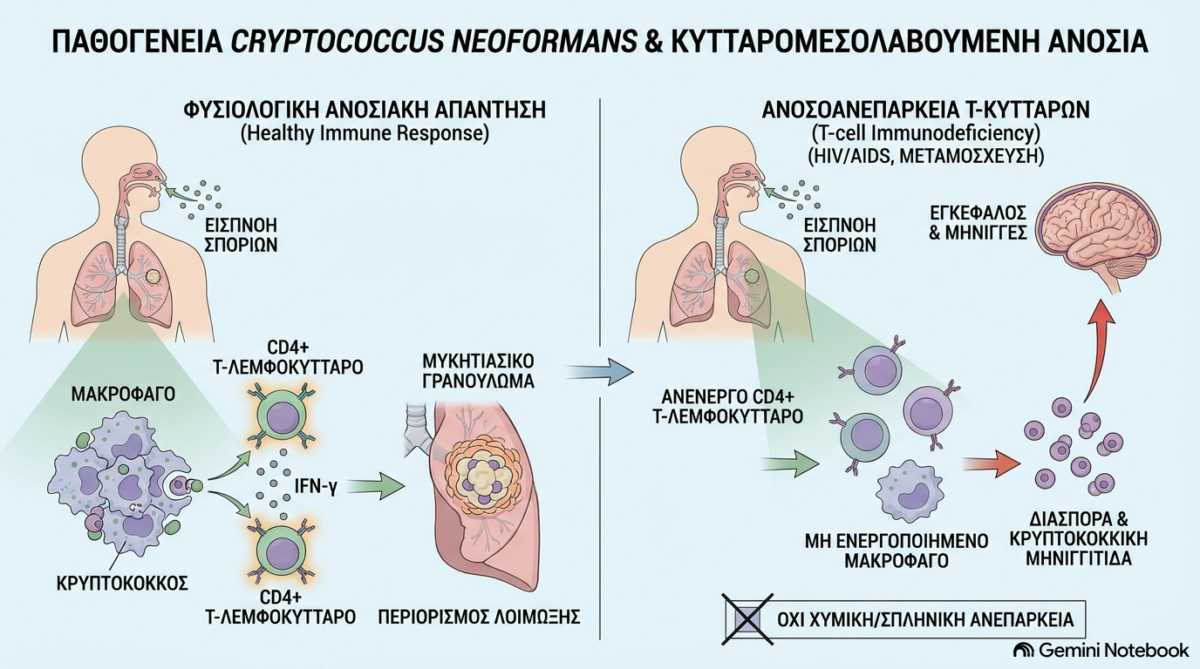 ΠΑΘΟΓΕΝΕΙΑ CRYPTOCOCCUS NEOFORMANS & ΚΥΤΤΑΡΟΜΕΣΟΛΑΒΟΥΜΕΝΗ ΑΝΟΣΙΑ
ΦΥΣΙΟΛΟΓΙΚΗ ΑΝΟΣΙΑΚΗ ΑΠΑΝΤΗΣΗ
(Healthy Immune Response)
ΕΙΣΠΝΟΗ
ΣΠΟΡΙΩΝ
ΜΑΚΡΟΦΑΓΟ
ΚΡΥΠΤΟΚΟΚΚΟΣ
CD4+
Τ-ΛΕΜΦΟΚΥΤΤΑΡΟ
IFN-γ
CD4+
Τ-ΛΕΜΦΟΚΥΤΤΑΡΟ
ΜΥΚΗΤΙΑΣΙΚΟ
ΓΡΑΝΟΥΛΩΜΑ
ΠΕΡΙΟΡΙΣΜΟΣ ΛΟΙΜΩΞΗΣ
ΑΝΟΣΟΑΝΕΠΑΡΚΕΙΑ Τ-ΚΥΤΤΑΡΩΝ
(T-cell Immunodeficiency)
(HIV/AIDS, ΜΕΤΑΜΟΣΧΕΥΣΗ)
ΕΙΣΠΝΟΗ
ΣΠΟΡΙΩΝ
ΕΓΚΕΦΑΛΟΣ
& ΜΗΝΙΓΓΕΣ
ΑΝΕΝΕΡΓΟ CD4+
Τ-ΛΕΜΦΟΚΥΤΤΑΡΟ
ΜΗ ΕΝΕΡΓΟΠΟΙΗΜΕΝΟ
ΜΑΚΡΟΦΑΓΟ
ΔΙΑΣΠΟΡΑ &
ΚΡΥΠΤΟΚΟΚΚΙΚΗ
ΜΗΝΙΓΓΙΤΙΔΑ
ΟΧΙ ΧΥΜΙΚΗ/ΣΠΛΗΝΙΚΗ ΑΝΕΠΑΡΚΕΙΑ
Gemini Notebook